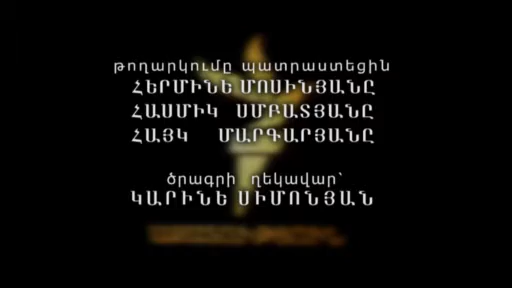 թողարկումը պատրաստեցին
ՀԵՐՄԻՆԵ ՄՈՍԻՆՅԱՆԸ
ՀԱՍՄԻԿ ՍՄԲԱՏՅԱՆԸ
ՀԱՅԿ ՄԱՐԳԱՐՅԱՆԸ
ծրագրի ղեկավար՝
ԿԱՐԻՆԵ ՍԻՄՈՆՅԱՆ